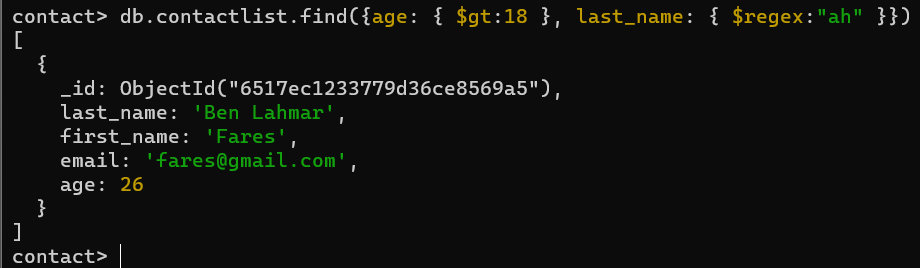 contact> db.contactlist.find({age: { $gt:18 }, last_name: { $regex:"ah" }})
[
  {
    _id: ObjectId("6517ec1233779d36ce8569a5"),
    last_name: 'Ben Lahmar',
    first_name: 'Fares',
    email: 'fares@gmail.com',
    age: 26
  }
]
contact>